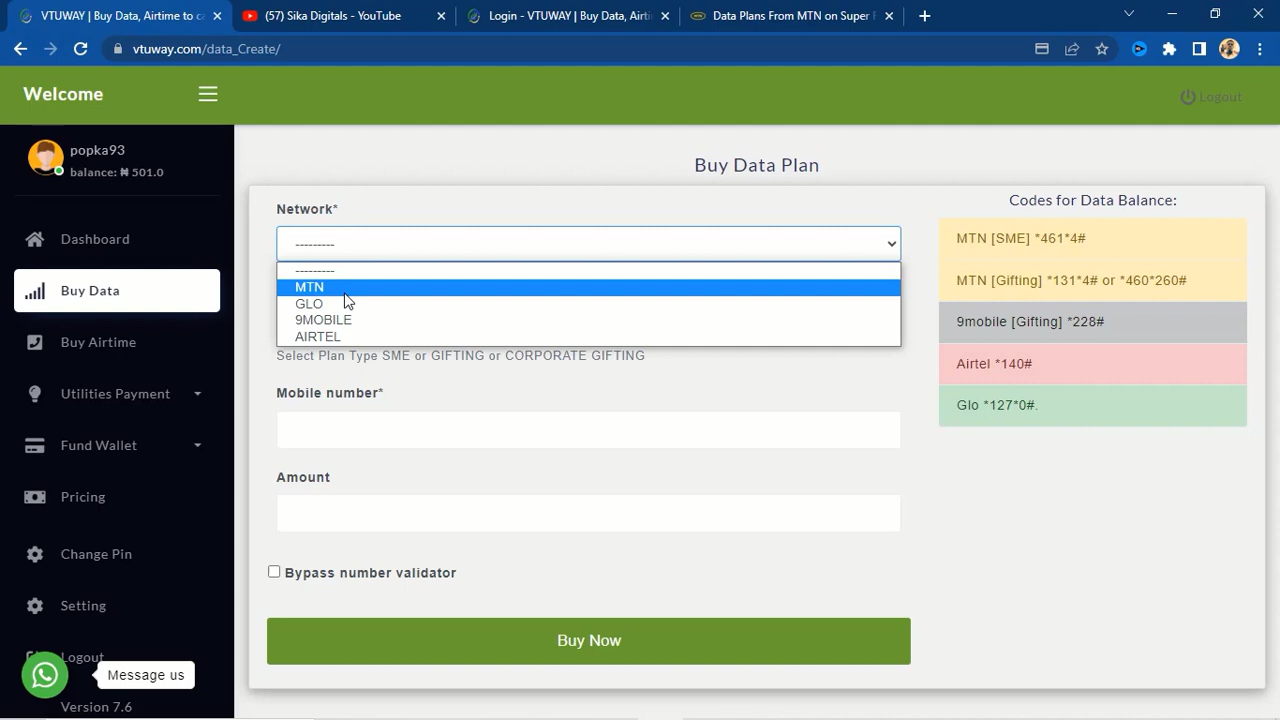 VTUWAY | Buy Data, Airtime to ca
(57) Sika Digitals - YouTube
Login - VTUWAY | Buy Data, Airtim
Data Plans From MTN on Super F
vtuway.com/data_Create/
Welcome
Logout
popka93
balance: ₦ 501.0
Dashboard
Buy Data
Buy Airtime
Utilities Payment
Fund Wallet
Pricing
Change Pin
Setting
Logout
Message us
Version 7.6
Buy Data Plan
Network*
---------
---------
MTN
GLO
9MOBILE
AIRTEL
Select Plan Type SME or GIFTING or CORPORATE GIFTING
Mobile number*
Amount
Bypass number validator
Buy Now
Codes for Data Balance:
MTN [SME] *461*4#
MTN [Gifting] *131*4# or *460*260#
9mobile [Gifting] *228#
Airtel *140#
Glo *127*0#.